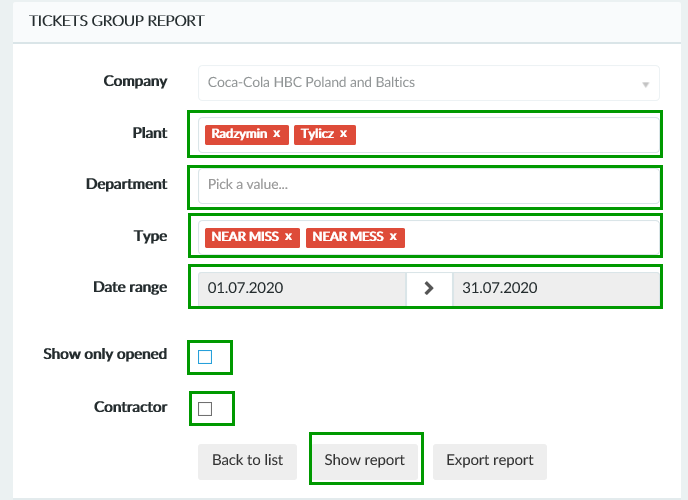 TICKETS GROUP REPORT
Company Coca-Cola HBC Poland and Baltics
Plant Radzymin x Tylicz x
Department Pick a value...
Type NEAR MISS x NEAR MESS x
Date range 01.07.2020 31.07.2020
Show only opened
Contractor
Back to list Show report Export report